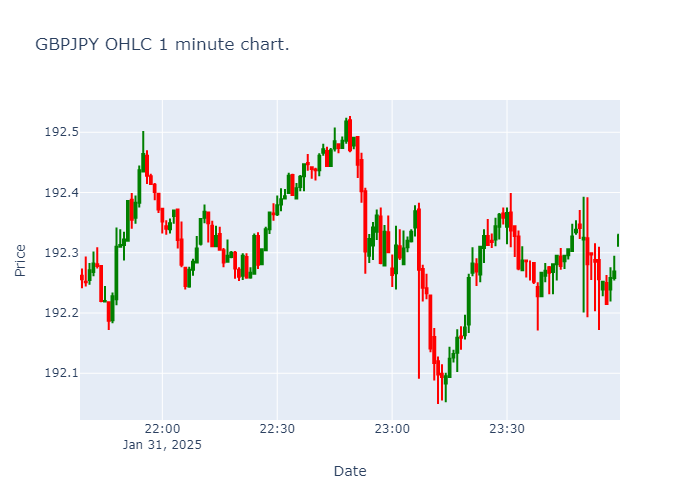 GBPJPY OHLC 1 minute chart.
Price
192.5
192.4
192.3
192.2
192.1
22:00
22:30
23:00
23:30
Jan 31, 2025
Date